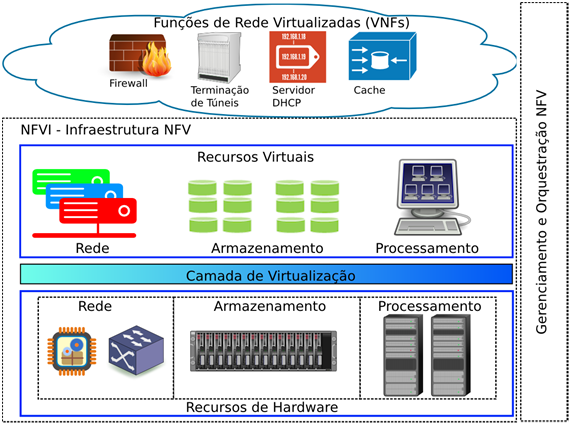 Funções de Rede Virtualizadas (VNFs)
192.168.1.18
192.168.1.19
192.168.1.20
Firewall
Terminação
de Túneis
Servidor
DHCP
Cache
NFVI - Infraestrutura NFV
Recursos Virtuais
Rede
Armazenamento
Processamento
Camada de Virtualização
Rede
Armazenamento
Processamento
Recursos de Hardware
Gerenciamento e Orquestração NFV